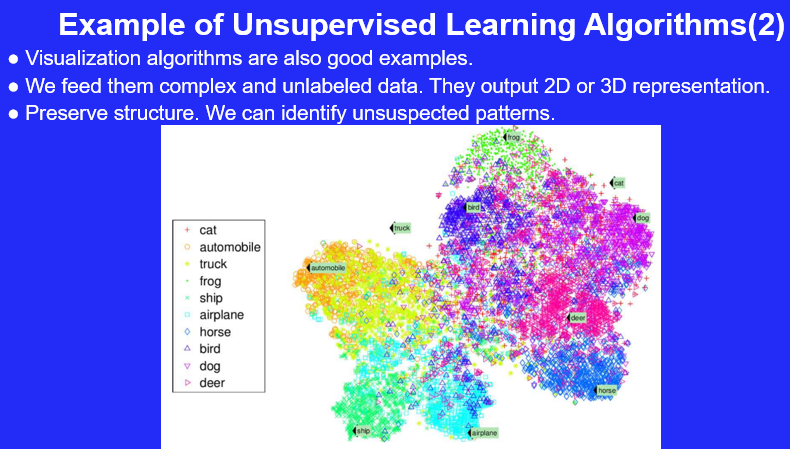 Example of Unsupervised Learning Algorithms(2)
● Visualization algorithms are also good examples.
● We feed them complex and unlabeled data. They output 2D or 3D representation.
● Preserve structure. We can identify unsuspected patterns.
frog
cat
bird
dog
truck
automobile
deer
horse
ship
airplane
cat
automobile
truck
frog
ship
airplane
horse
bird
dog
deer